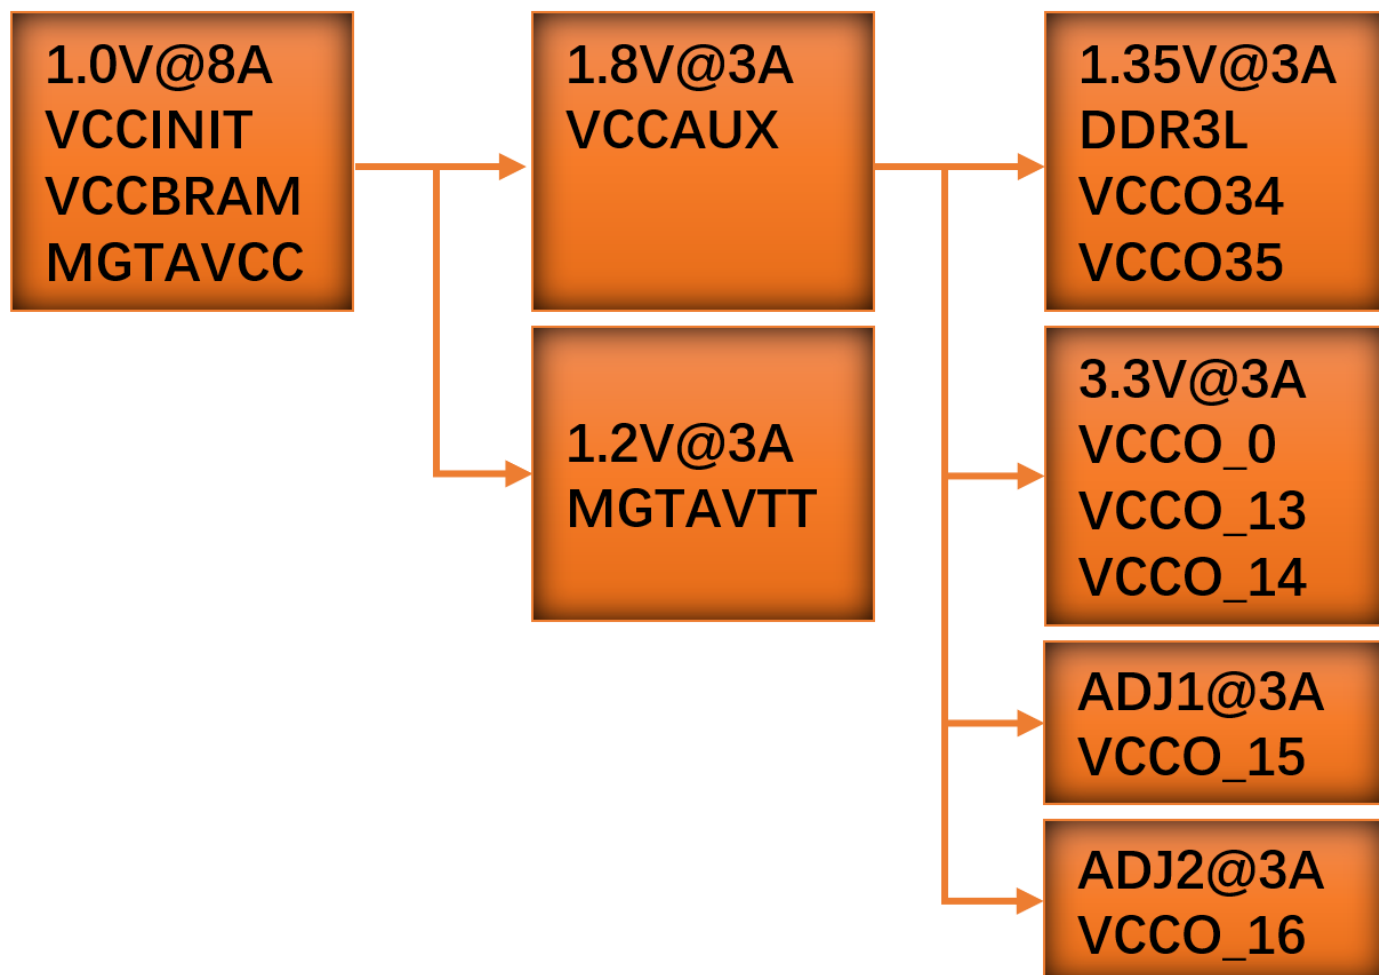 1.0V@8A
VCCINIT
VCCBRAM
MGTAVCC
1.8V@3A
VCCAUX
1.2V@3A
MGTAVTT
1.35V@3A
DDR3L
VCCO34
VCCO35
3.3V@3A
VCCO_0
VCCO_13
VCCO_14
ADJ1@3A
VCCO_15
ADJ2@3A
VCCO_16